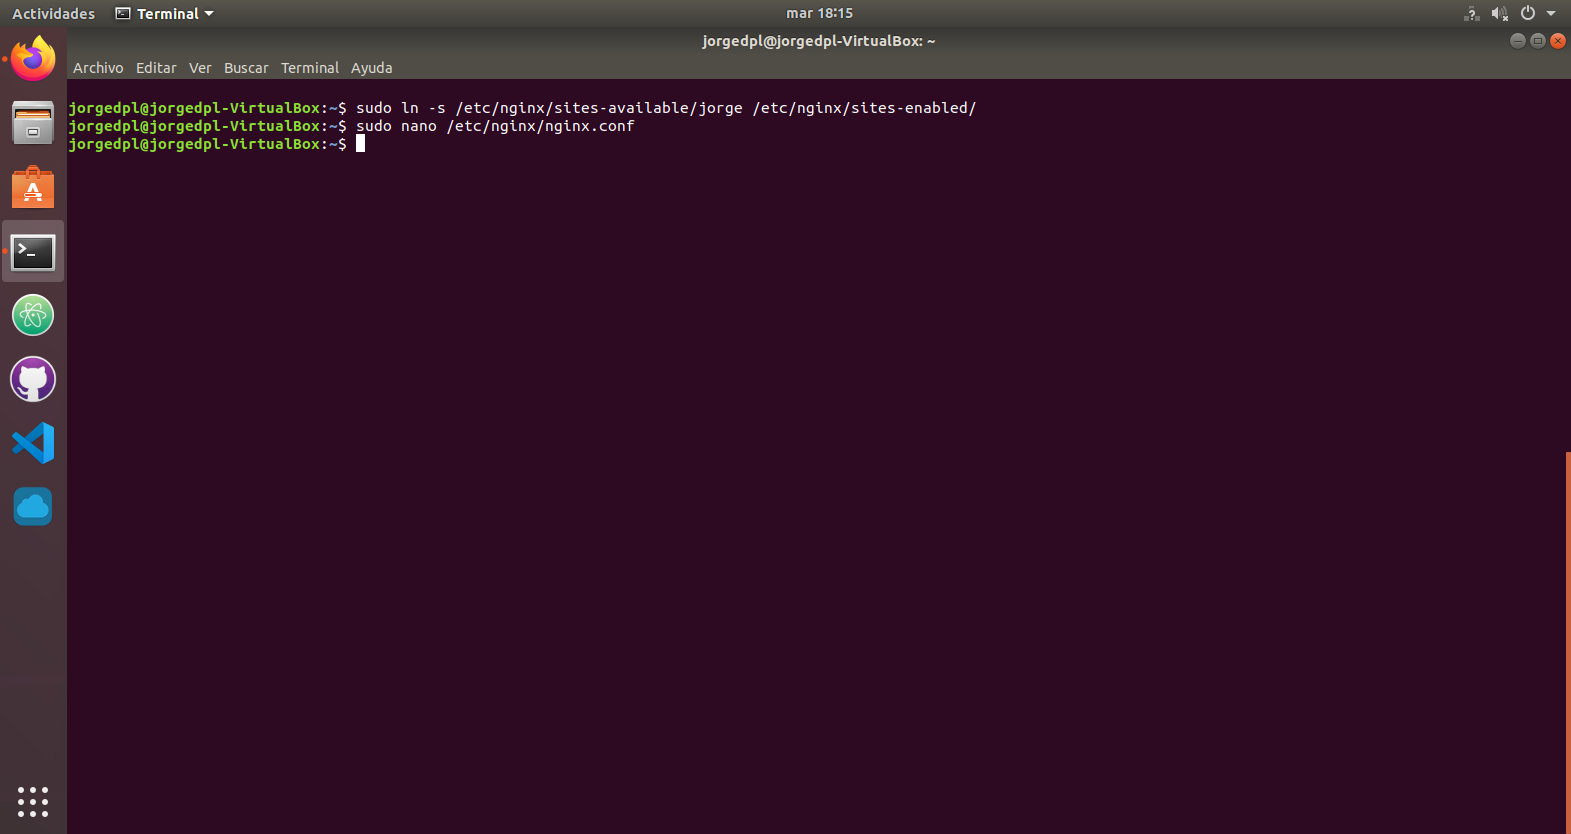 Actividades Terminal mar 18:15
jorgedpl@jorgedpl-VirtualBox: ~
Archivo Editar Ver Buscar Terminal Ayuda
jorgedpl@jorgedpl-VirtualBox:~$ sudo ln -s /etc/nginx/sites-available/jorge /etc/nginx/sites-enabled/
jorgedpl@jorgedpl-VirtualBox:~$ sudo nano /etc/nginx/nginx.conf
jorgedpl@jorgedpl-VirtualBox:~$